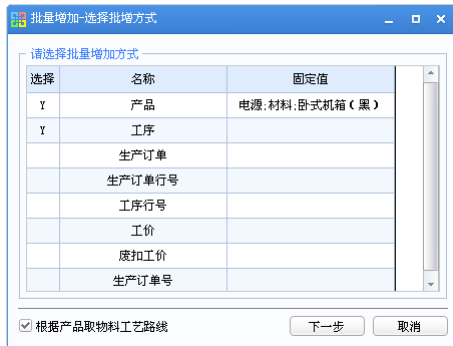 批量增加-选择批增方式
请选择批量增加方式
选择 名称 固定值
Y 产品 电源;材料;卧式机箱(黑)
Y 工序
生产订单
生产订单行号
工序行号
工价
废扣工价
生产订单号
根据产品取物料工艺路线 下一步 取消